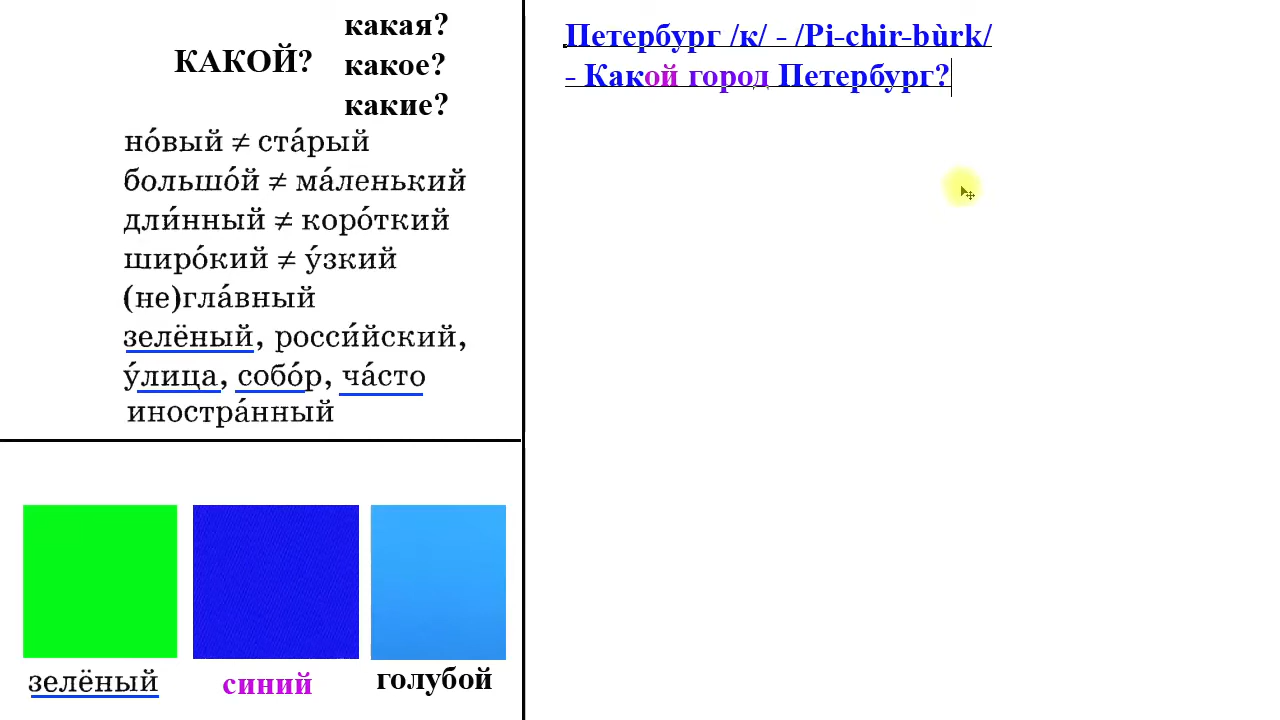 КАКОЙ?
какая?
какое?
какие?
но́вый ≠ ста́рый
большо́й ≠ ма́ленький
дли́нный ≠ коро́ткий
широ́кий ≠ у́зкий
(не)гла́вный
зелёный, росси́йский,
у́лица, собо́р, ча́сто
иностра́нный
зелёный
синий
голубой
Петербург /к/ - /Pi-chir-bùrk/
- Какой город Петербург?